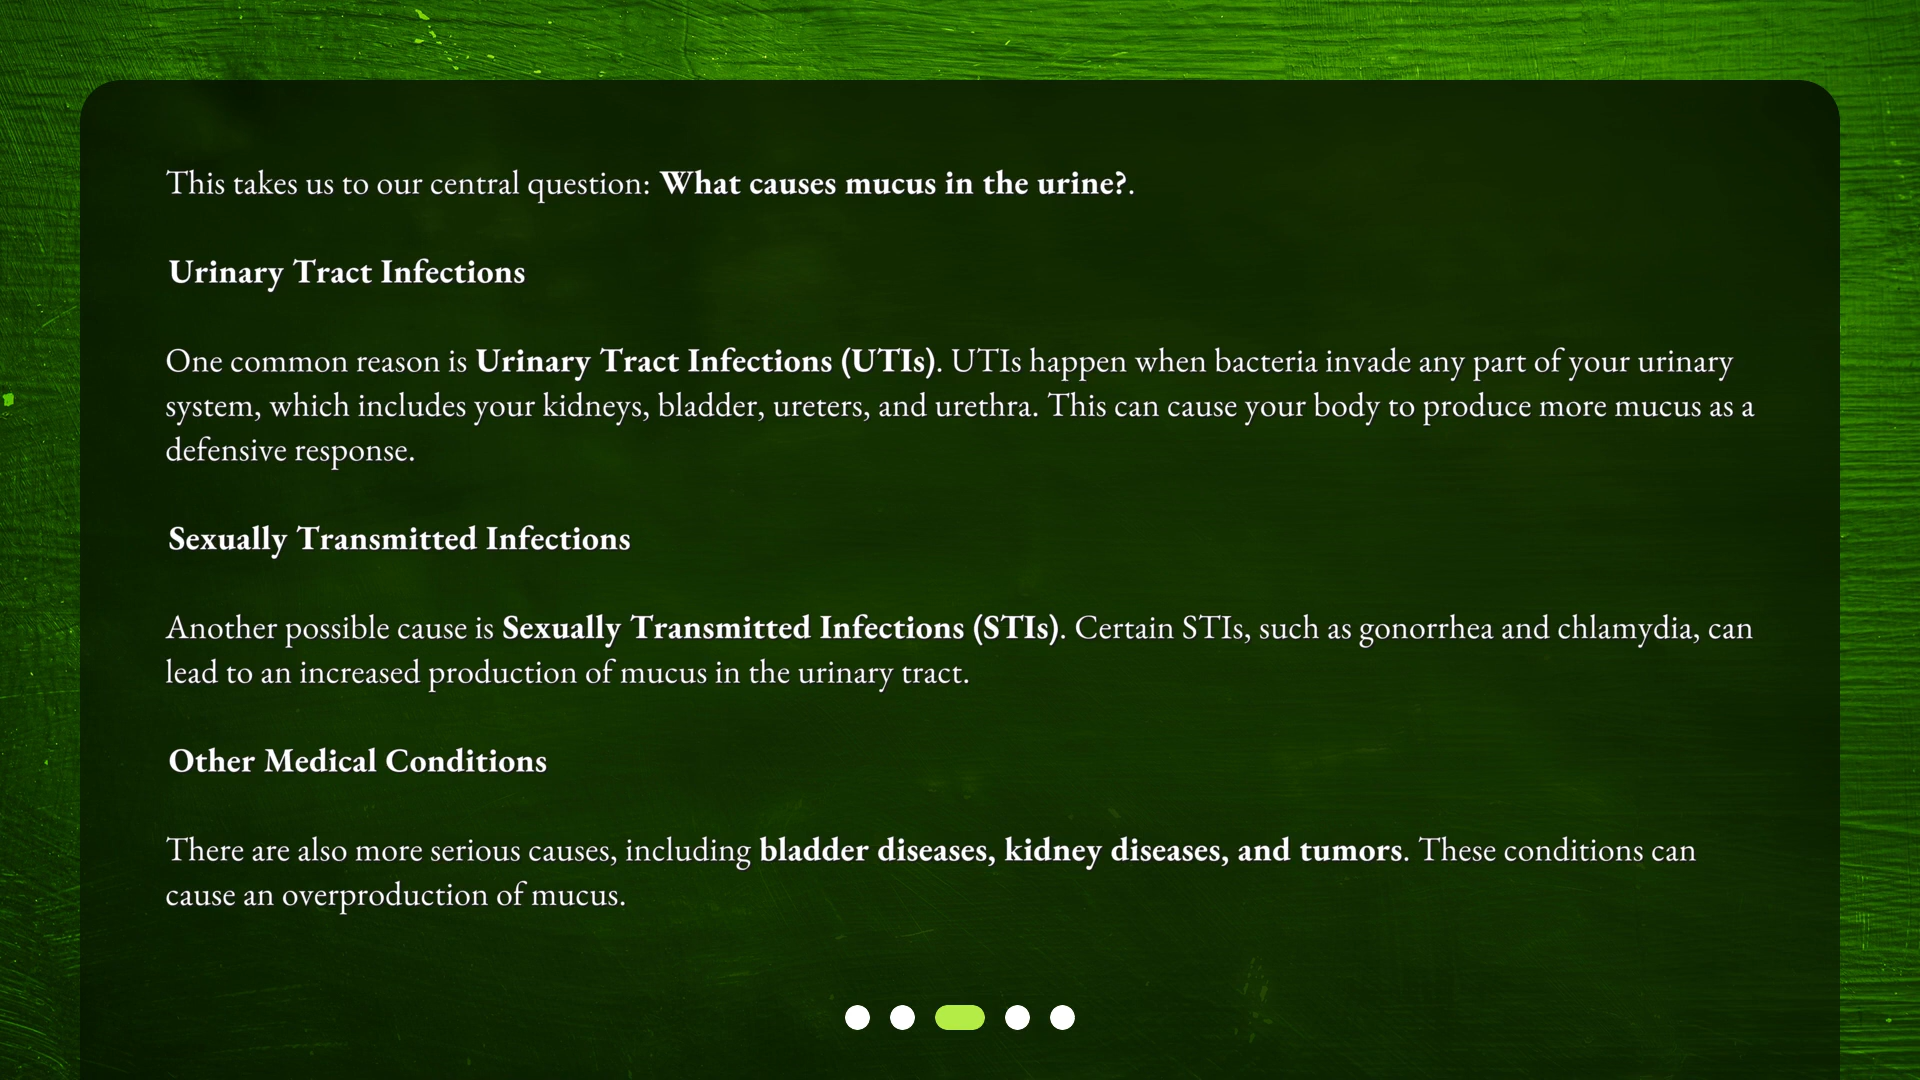 This takes us to our central question: What causes mucus in the urine?.
Urinary Tract Infections
One common reason is Urinary Tract Infections (UTIs). UTIs happen when bacteria invade any part of your urinary
system, which includes your kidneys, bladder, ureters, and urethra. This can cause your body to produce more mucus as a
defensive response.
Sexually Transmitted Infections
Another possible cause is Sexually Transmitted Infections (STIs). Certain STIs, such as gonorrhea and chlamydia, can
lead to an increased production of mucus in the urinary tract.
Other Medical Conditions
There are also more serious causes, including bladder diseases, kidney diseases, and tumors. These conditions can
cause an overproduction of mucus.